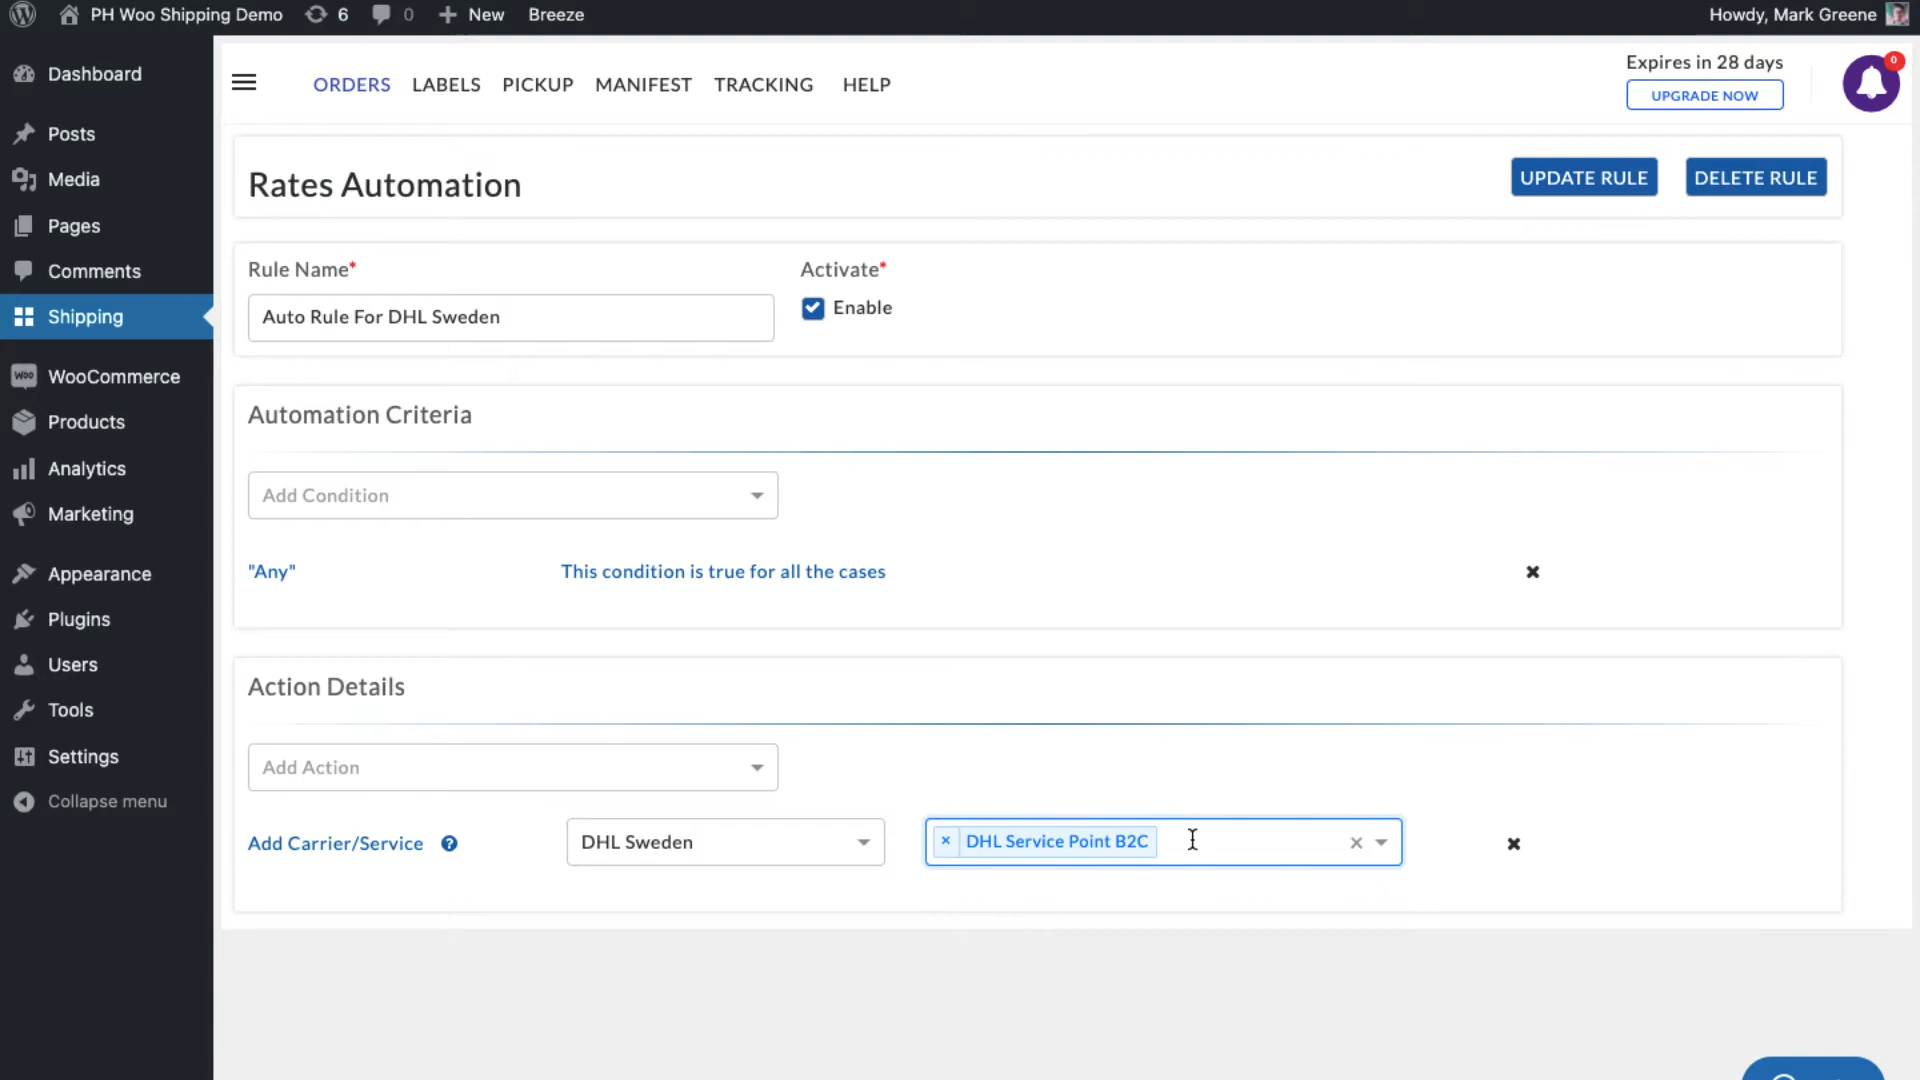 PH Woo Shipping Demo 6 0 New Breeze Howdy, Mark Greene
Dashboard
Posts
Media
Pages
Comments
Shipping
WOO WooCommerce
Products
Analytics
Marketing
Appearance
Plugins
Users
Tools
Settings
Collapse menu
ORDERS LABELS PICKUP MANIFEST TRACKING HELP
Expires in 28 days
UPGRADE NOW
0
Rates Automation
UPDATE RULE DELETE RULE
Rule Name* Activate*
Auto Rule For DHL Sweden Enable
Automation Criteria
Add Condition
"Any" This condition is true for all the cases
Action Details
Add Action
Add Carrier/Service ? DHL Sweden × DHL Service Point B2C ×